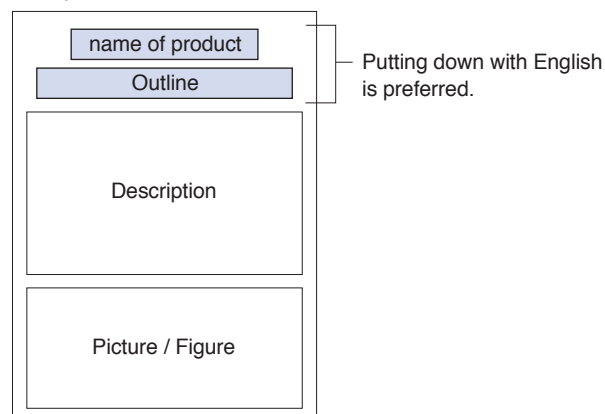 name of product
Outline
Putting down with English
is preferred.
Description
Picture / Figure